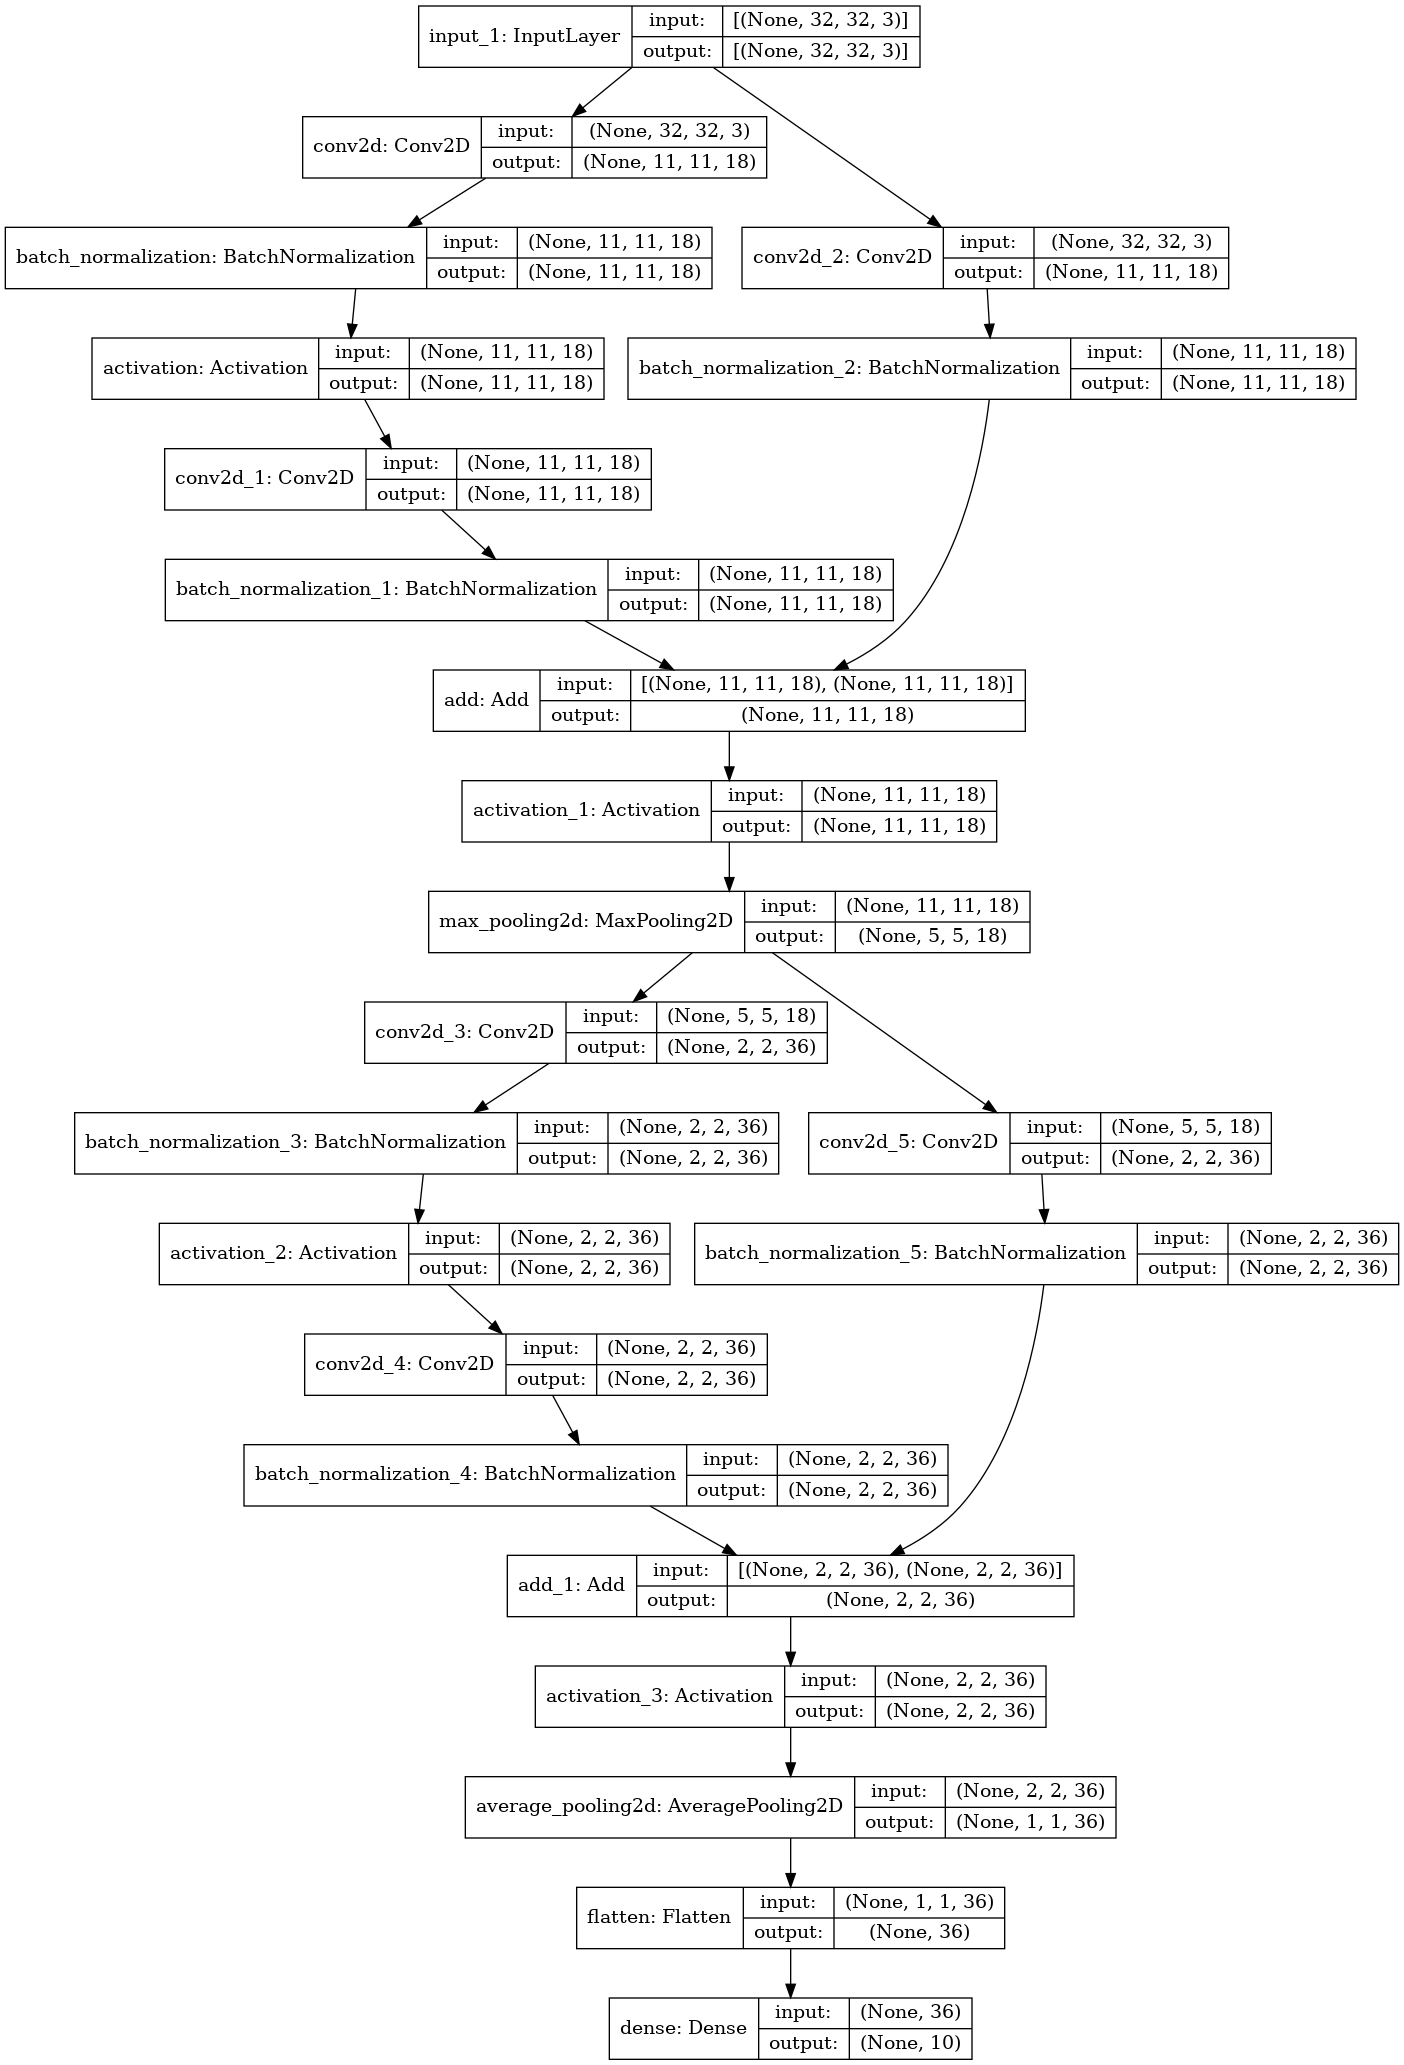 input_1: InputLayer
input: [(None, 32, 32, 3)]
output: [(None, 32, 32, 3)]
conv2d: Conv2D
input: (None, 32, 32, 3)
output: (None, 11, 11, 18)
batch_normalization: BatchNormalization
input: (None, 11, 11, 18)
output: (None, 11, 11, 18)
conv2d_2: Conv2D
input: (None, 32, 32, 3)
output: (None, 11, 11, 18)
activation: Activation
input: (None, 11, 11, 18)
output: (None, 11, 11, 18)
batch_normalization_2: BatchNormalization
input: (None, 11, 11, 18)
output: (None, 11, 11, 18)
conv2d_1: Conv2D
input: (None, 11, 11, 18)
output: (None, 11, 11, 18)
batch_normalization_1: BatchNormalization
input: (None, 11, 11, 18)
output: (None, 11, 11, 18)
add: Add
input: [(None, 11, 11, 18), (None, 11, 11, 18)]
output: (None, 11, 11, 18)
activation_1: Activation
input: (None, 11, 11, 18)
output: (None, 11, 11, 18)
max_pooling2d: MaxPooling2D
input: (None, 11, 11, 18)
output: (None, 5, 5, 18)
conv2d_3: Conv2D
input: (None, 5, 5, 18)
output: (None, 2, 2, 36)
batch_normalization_3: BatchNormalization
input: (None, 2, 2, 36)
output: (None, 2, 2, 36)
conv2d_5: Conv2D
input: (None, 5, 5, 18)
output: (None, 2, 2, 36)
activation_2: Activation
input: (None, 2, 2, 36)
output: (None, 2, 2, 36)
batch_normalization_5: BatchNormalization
input: (None, 2, 2, 36)
output: (None, 2, 2, 36)
conv2d_4: Conv2D
input: (None, 2, 2, 36)
output: (None, 2, 2, 36)
batch_normalization_4: BatchNormalization
input: (None, 2, 2, 36)
output: (None, 2, 2, 36)
add_1: Add
input: [(None, 2, 2, 36), (None, 2, 2, 36)]
output: (None, 2, 2, 36)
activation_3: Activation
input: (None, 2, 2, 36)
output: (None, 2, 2, 36)
average_pooling2d: AveragePooling2D
input: (None, 2, 2, 36)
output: (None, 1, 1, 36)
flatten: Flatten
input: (None, 1, 1, 36)
output: (None, 36)
dense: Dense
input: (None, 36)
output: (None, 10)